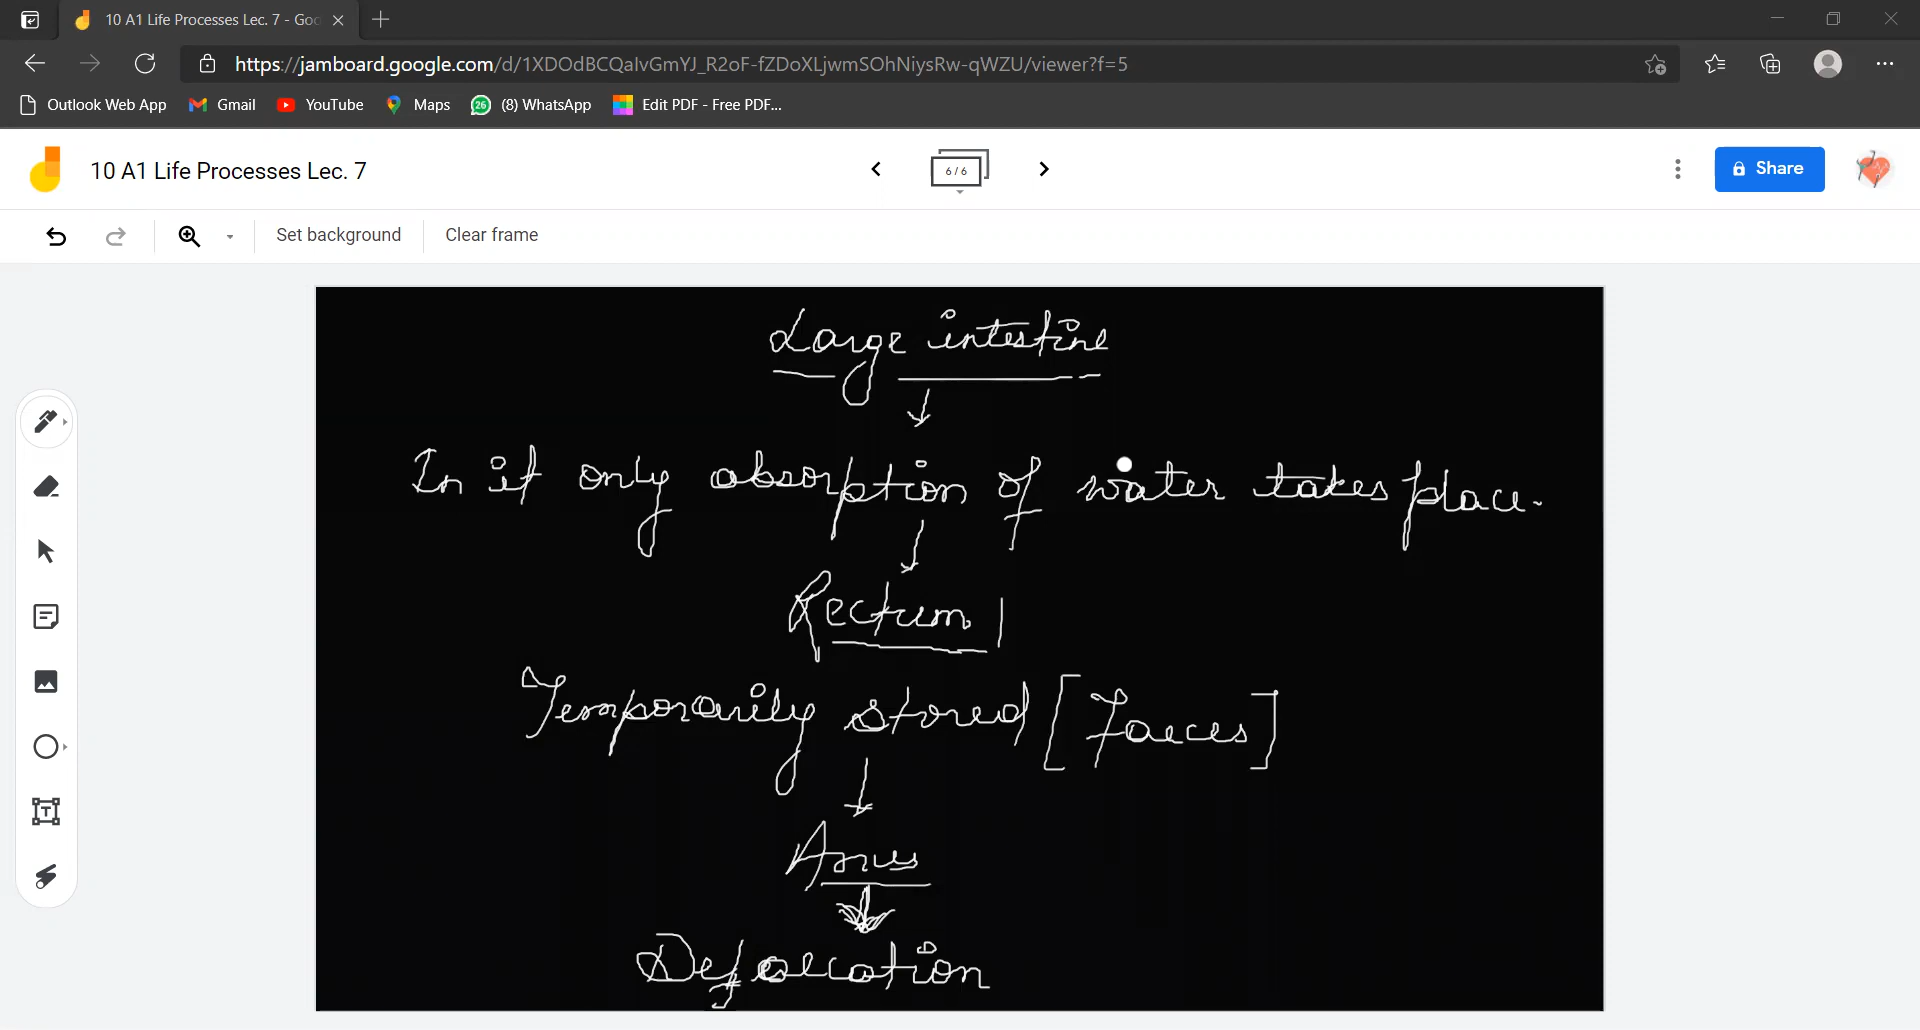 10 A1 Life Processes Lec. 7 - Goo
https://jamboard.google.com/d/1XDOdBCQalvGmYJ_R2oF-fZDoXLjwmSOhNiysRw-qWZU/viewer?f=5
Outlook Web App Gmail YouTube Maps 26 (8) WhatsApp Edit PDF - Free PDF...
10 A1 Life Processes Lec. 7
6 / 6
Share
Set background Clear frame
Large intestine
In it only absorption of water takes place.
Rectum
Temporarily stored [Faeces]
Anus
Defaecation